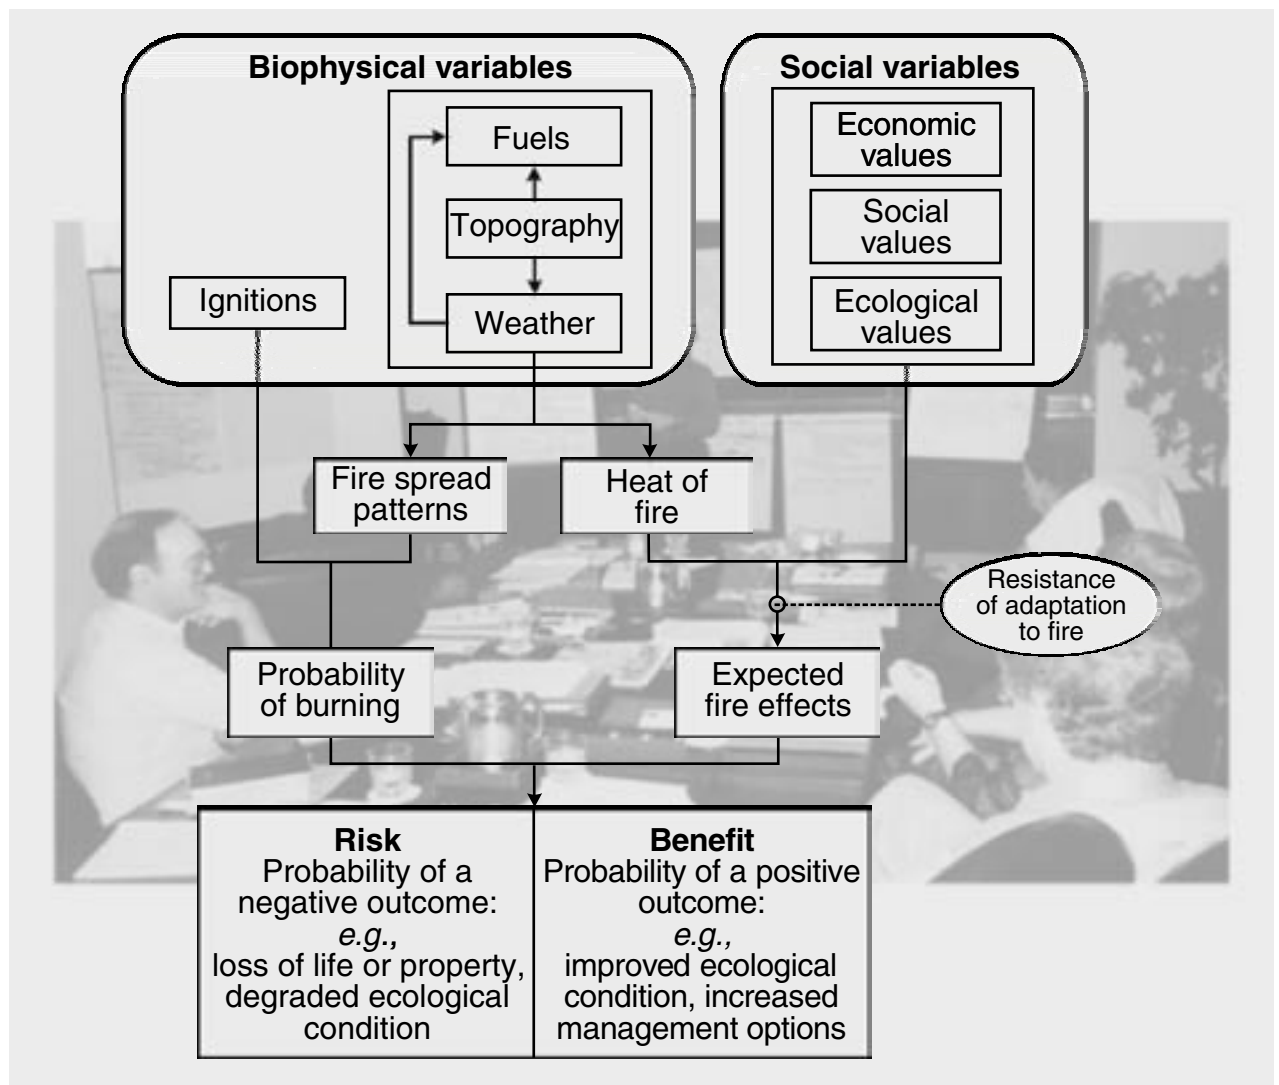 Biophysical variables
Fuels
Topography
Weather
Ignitions
Social variables
Economic
values
Social
values
Ecological
values
Fire spread
patterns
Heat of
fire
Resistance
of adaptation
to fire
Probability
of burning
Expected
fire effects
Risk
Probability of a
negative outcome:
e.g.,
loss of life or property,
degraded ecological
condition
Benefit
Probability of a positive
outcome:
e.g.,
improved ecological
condition, increased
management options